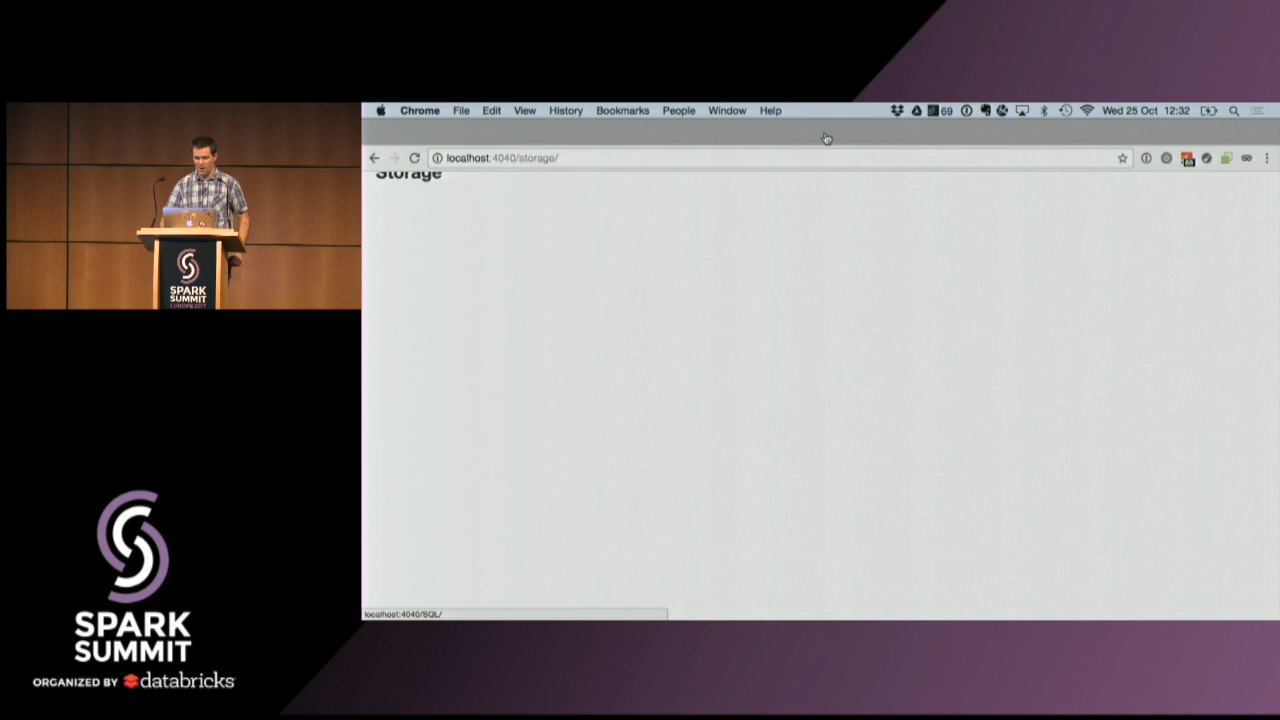 Chrome File Edit View History Bookmarks People Window Help 69 Wed 25 Oct 12:32
localhost:4040/storage/
Storage
SPARK
SUMMIT
localhost:4040/SQL/
SPARK
SUMMIT
ORGANIZED BY databricks